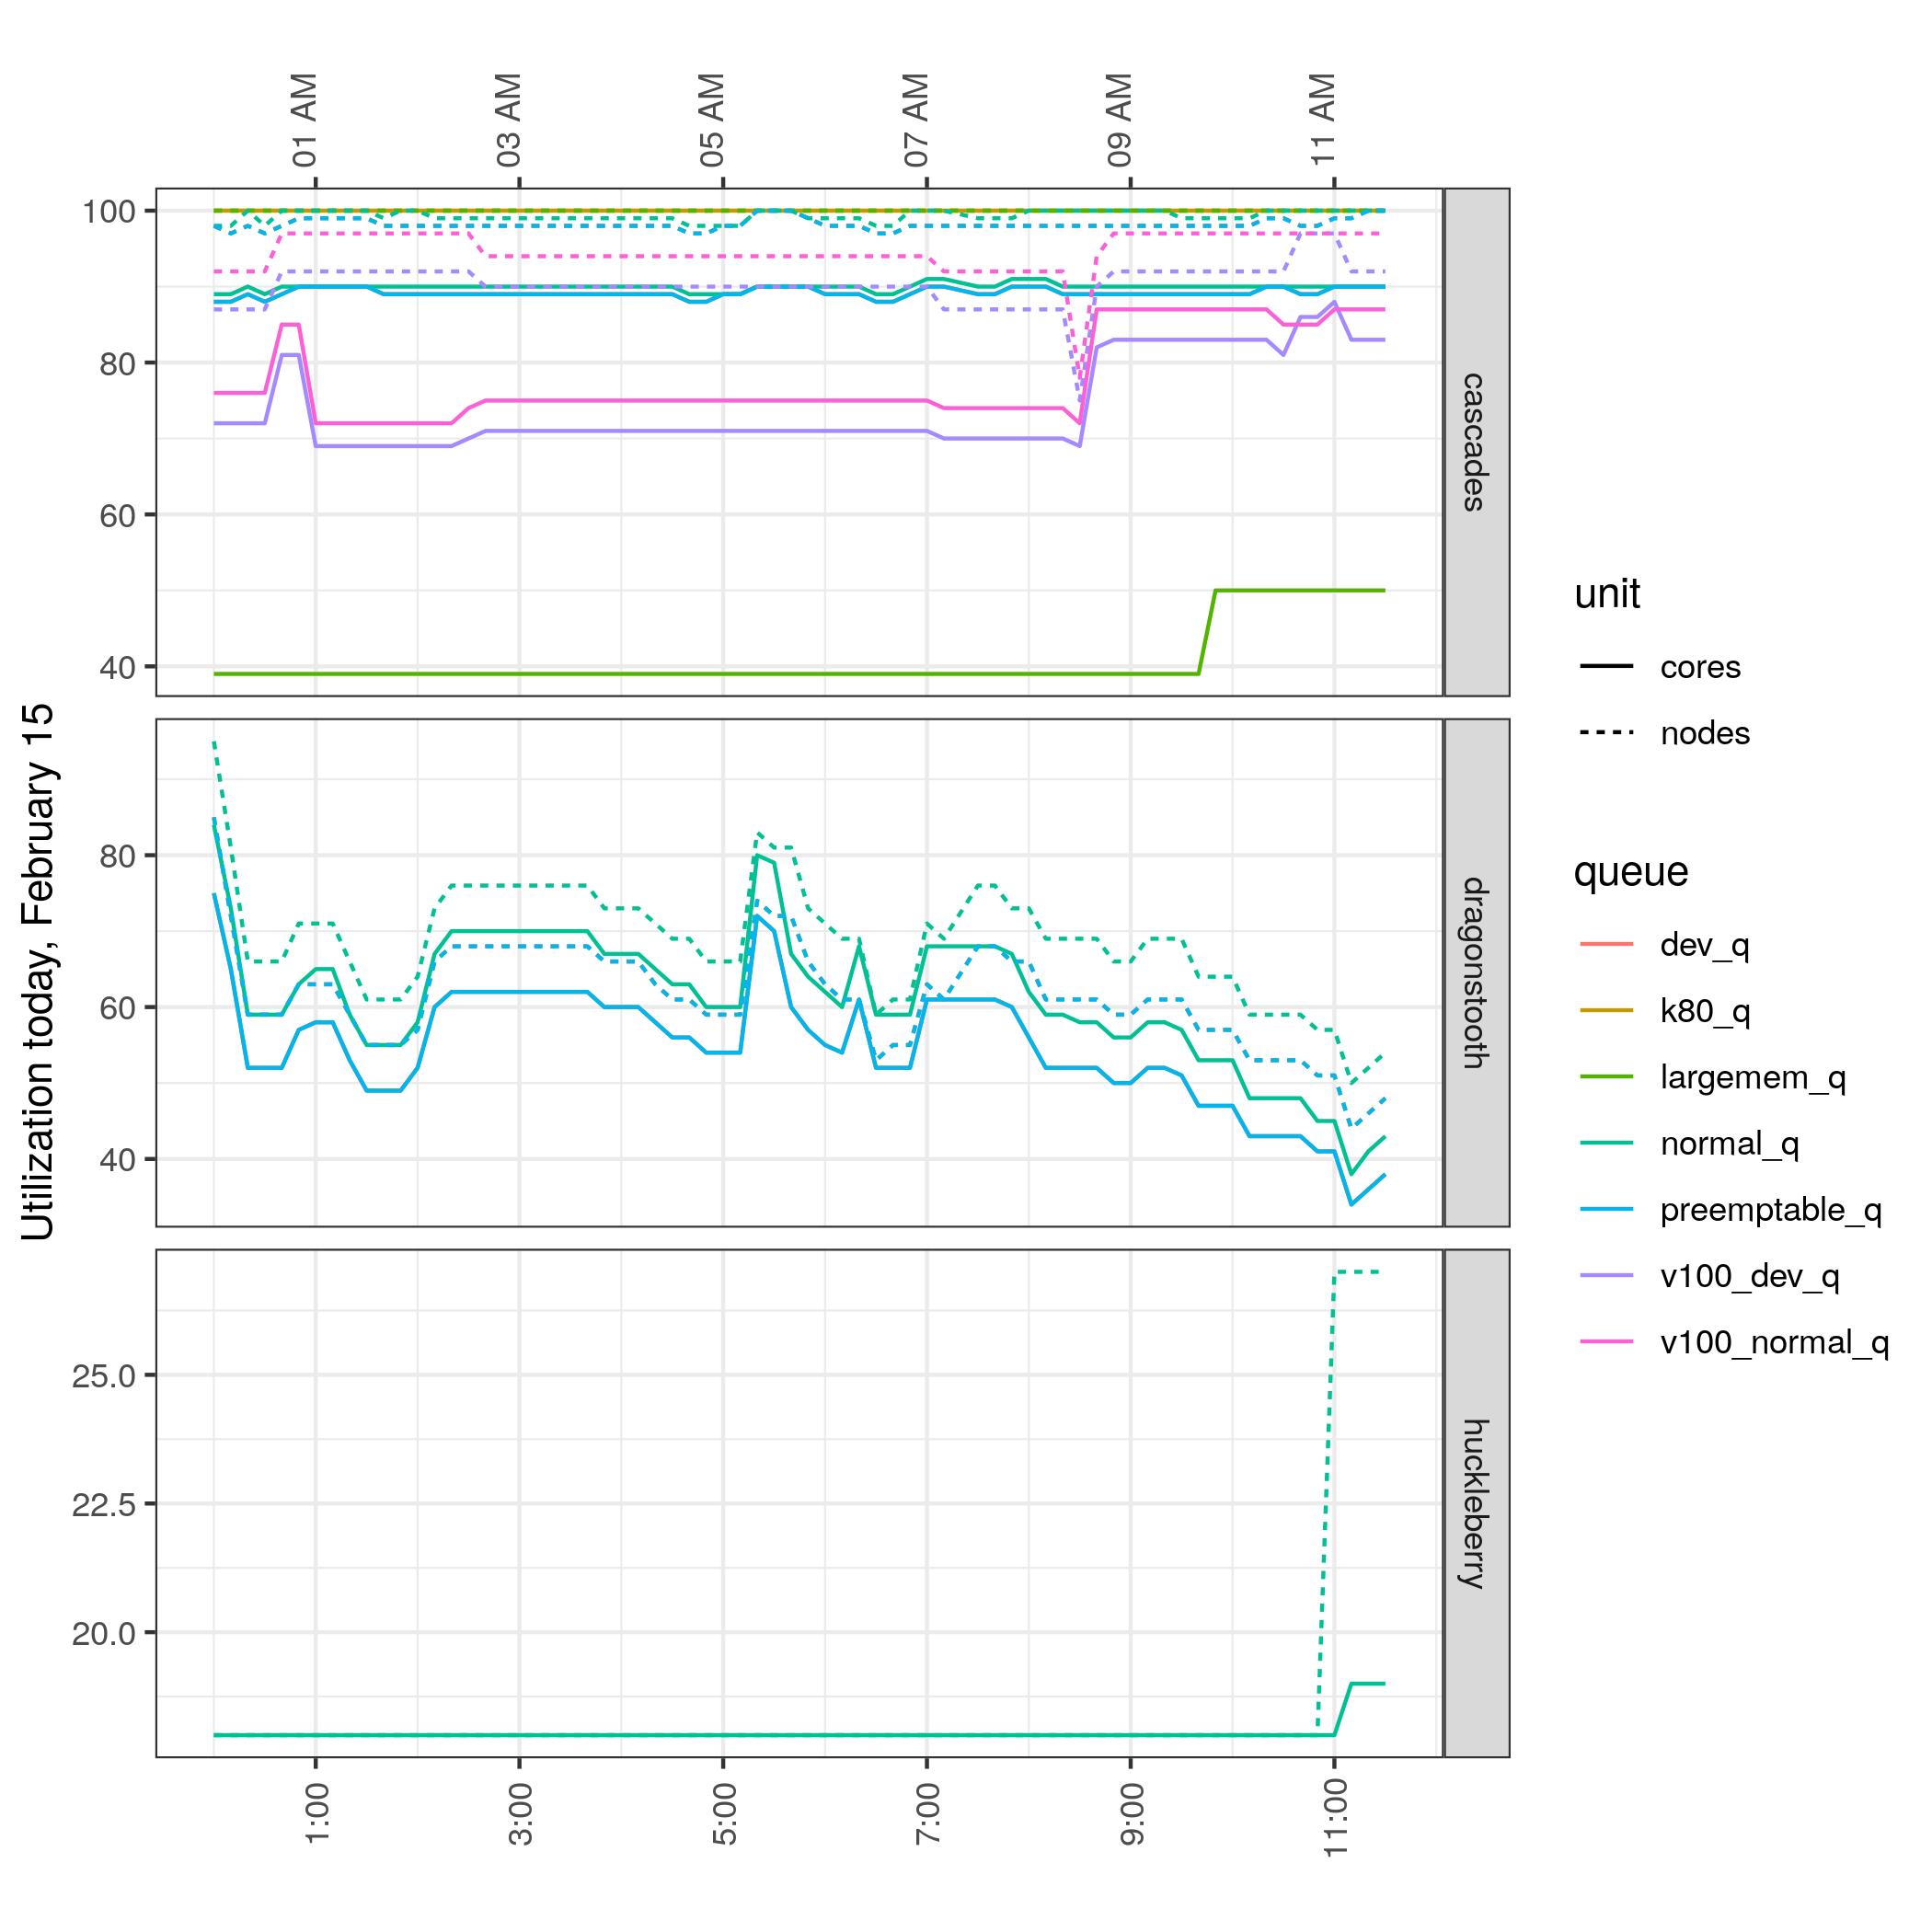 01 AM
03 AM
05 AM
07 AM
09 AM
11 AM
100
80
60
40
cascades
80
60
40
dragonstooth
25.0
22.5
20.0
huckleberry
1:00
3:00
5:00
7:00
9:00
11:00
Utilization today, February 15
unit
cores
nodes
queue
dev_q
k80_q
largemem_q
normal_q
preemptable_q
v100_dev_q
v100_normal_q